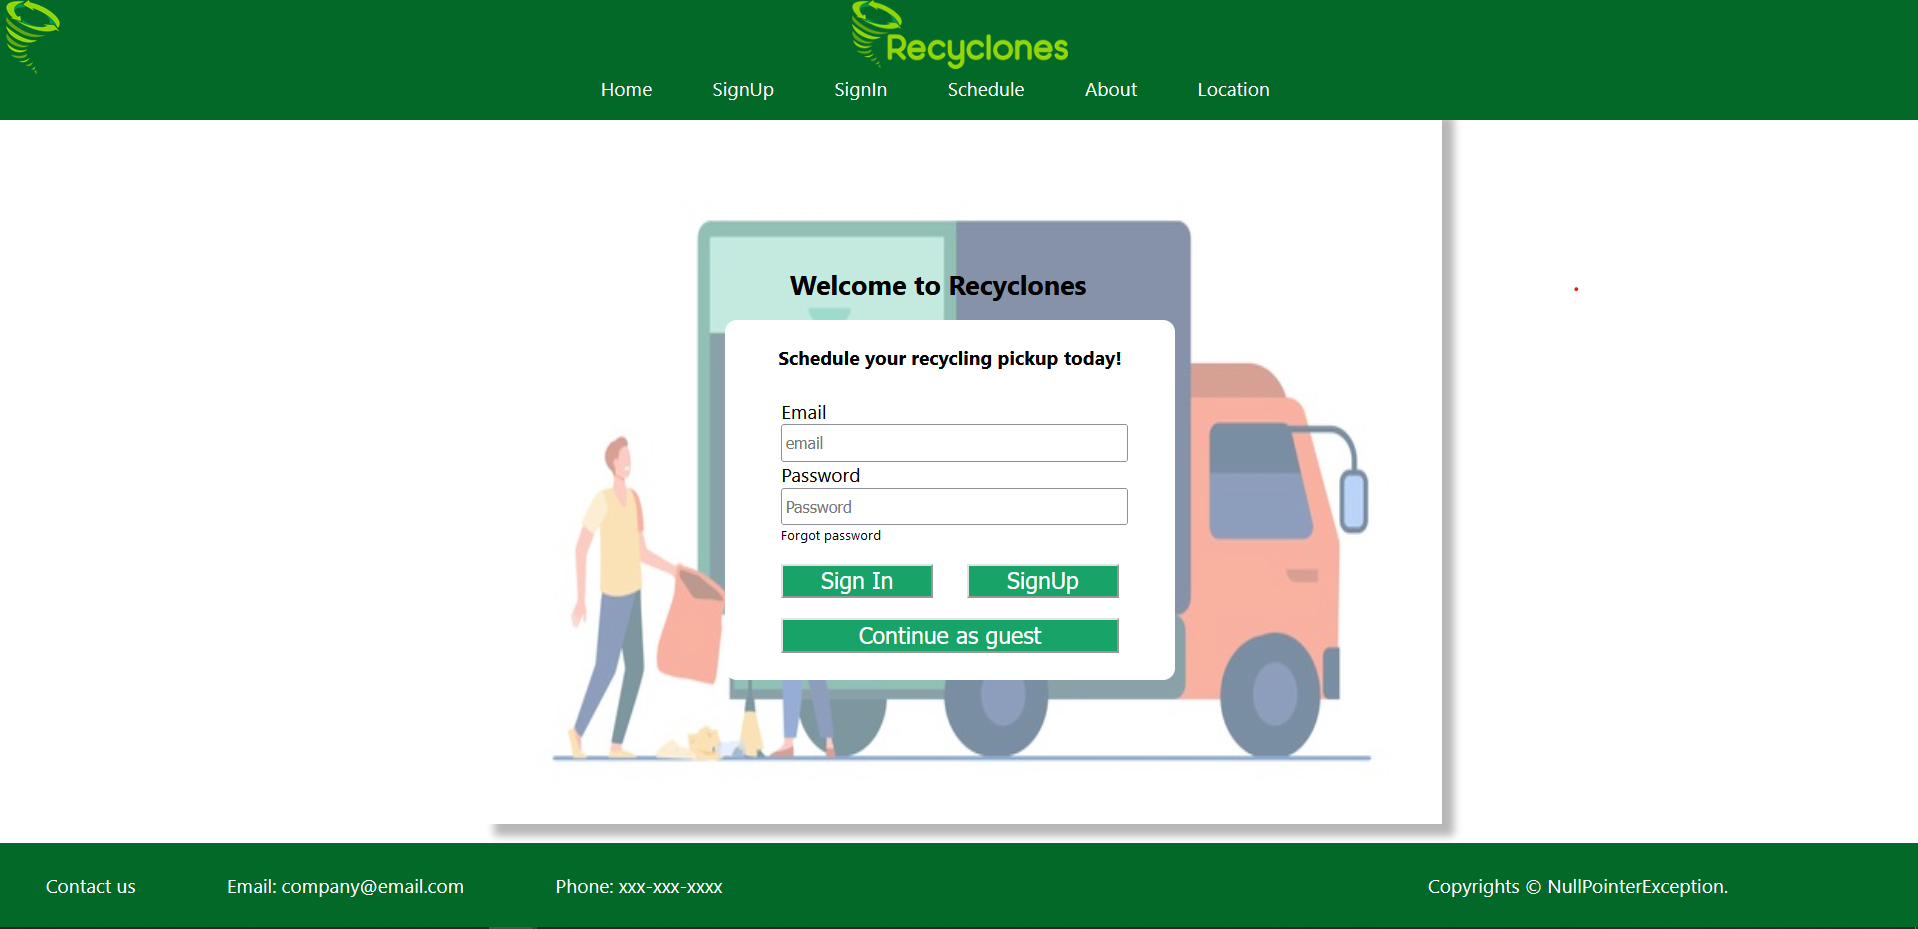 Recyclones
Home SignUp SignIn Schedule About Location
Welcome to Recyclones
Schedule your recycling pickup today!
Email
email
Password
Password
Forgot password
Sign In SignUp
Continue as guest
Contact us Email: company@email.com Phone: xxx-xxx-xxxx Copyrights © NullPointerException.